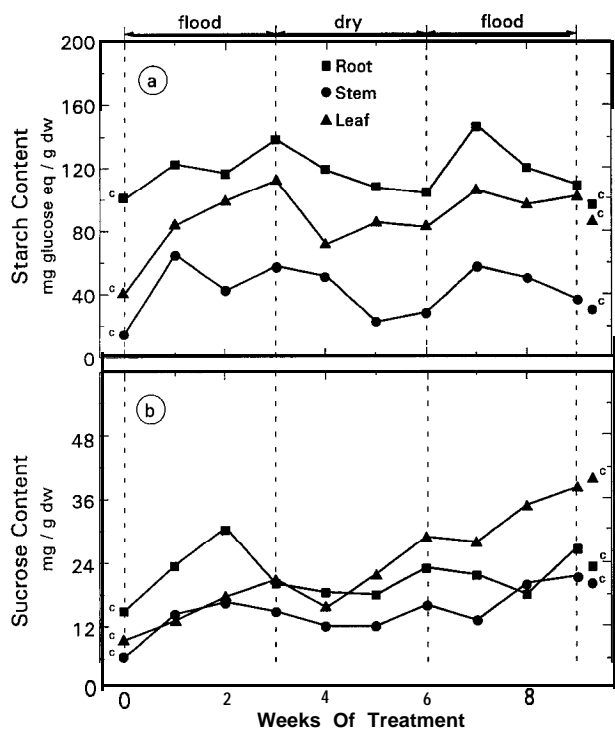 flood dry flood
200
a
Root
Stem
Leaf
160
120
80
40
0
c
c
c
c
c
Starch Content
mg glucose eq / g dw
b
48
36
24
12
0
c
c
c
c
c
c
Sucrose Content
mg / g dw
0 2 4 6 8
Weeks Of Treatment